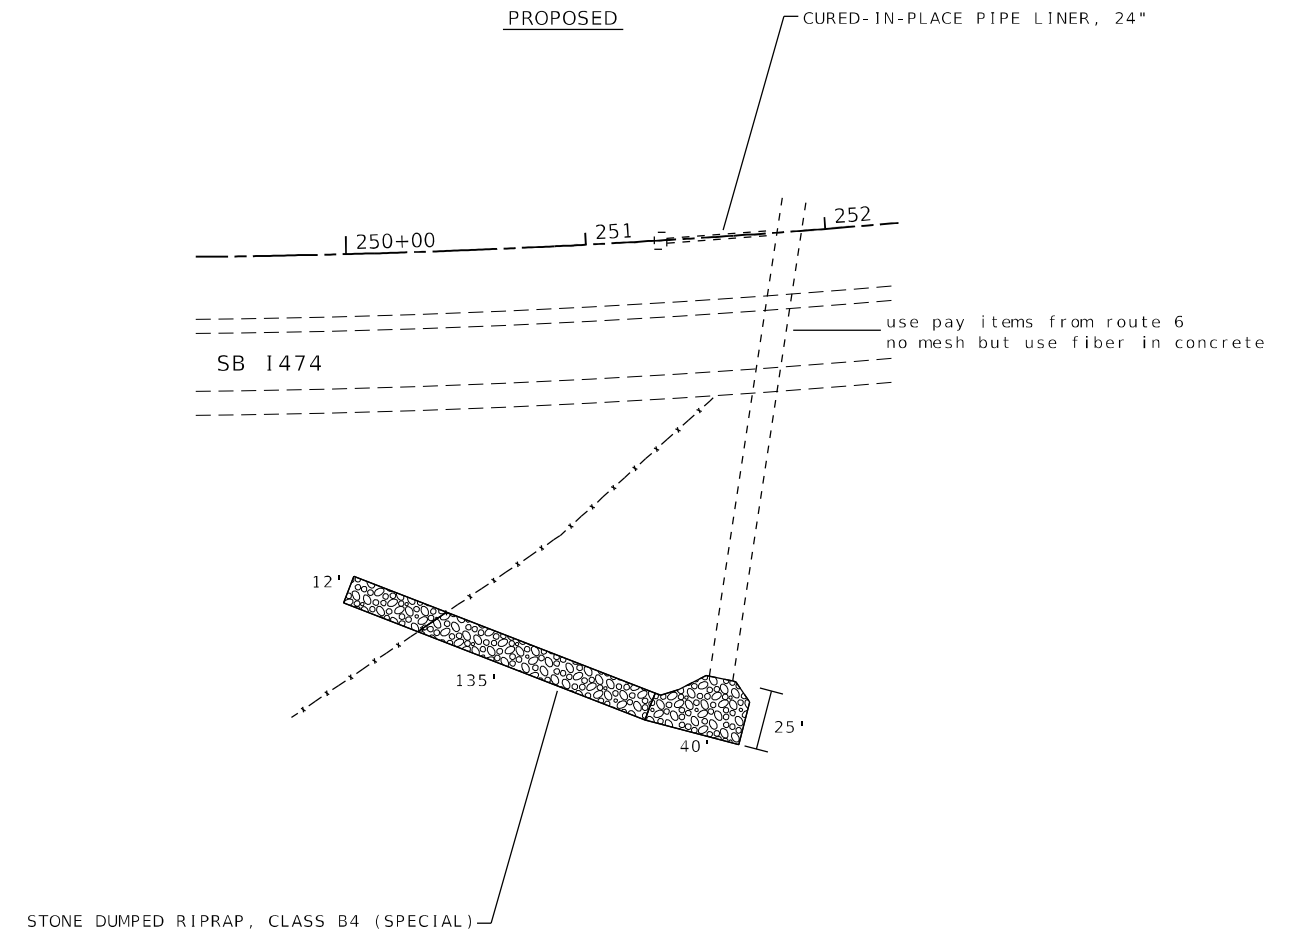 PROPOSED
CURED-IN-PLACE PIPE LINER, 24"
250+00
251
252
use pay items from route 6
no mesh but use fiber in concrete
SB I474
12'
135'
25'
40'
STONE DUMPED RIPRAP, CLASS B4 (SPECIAL)